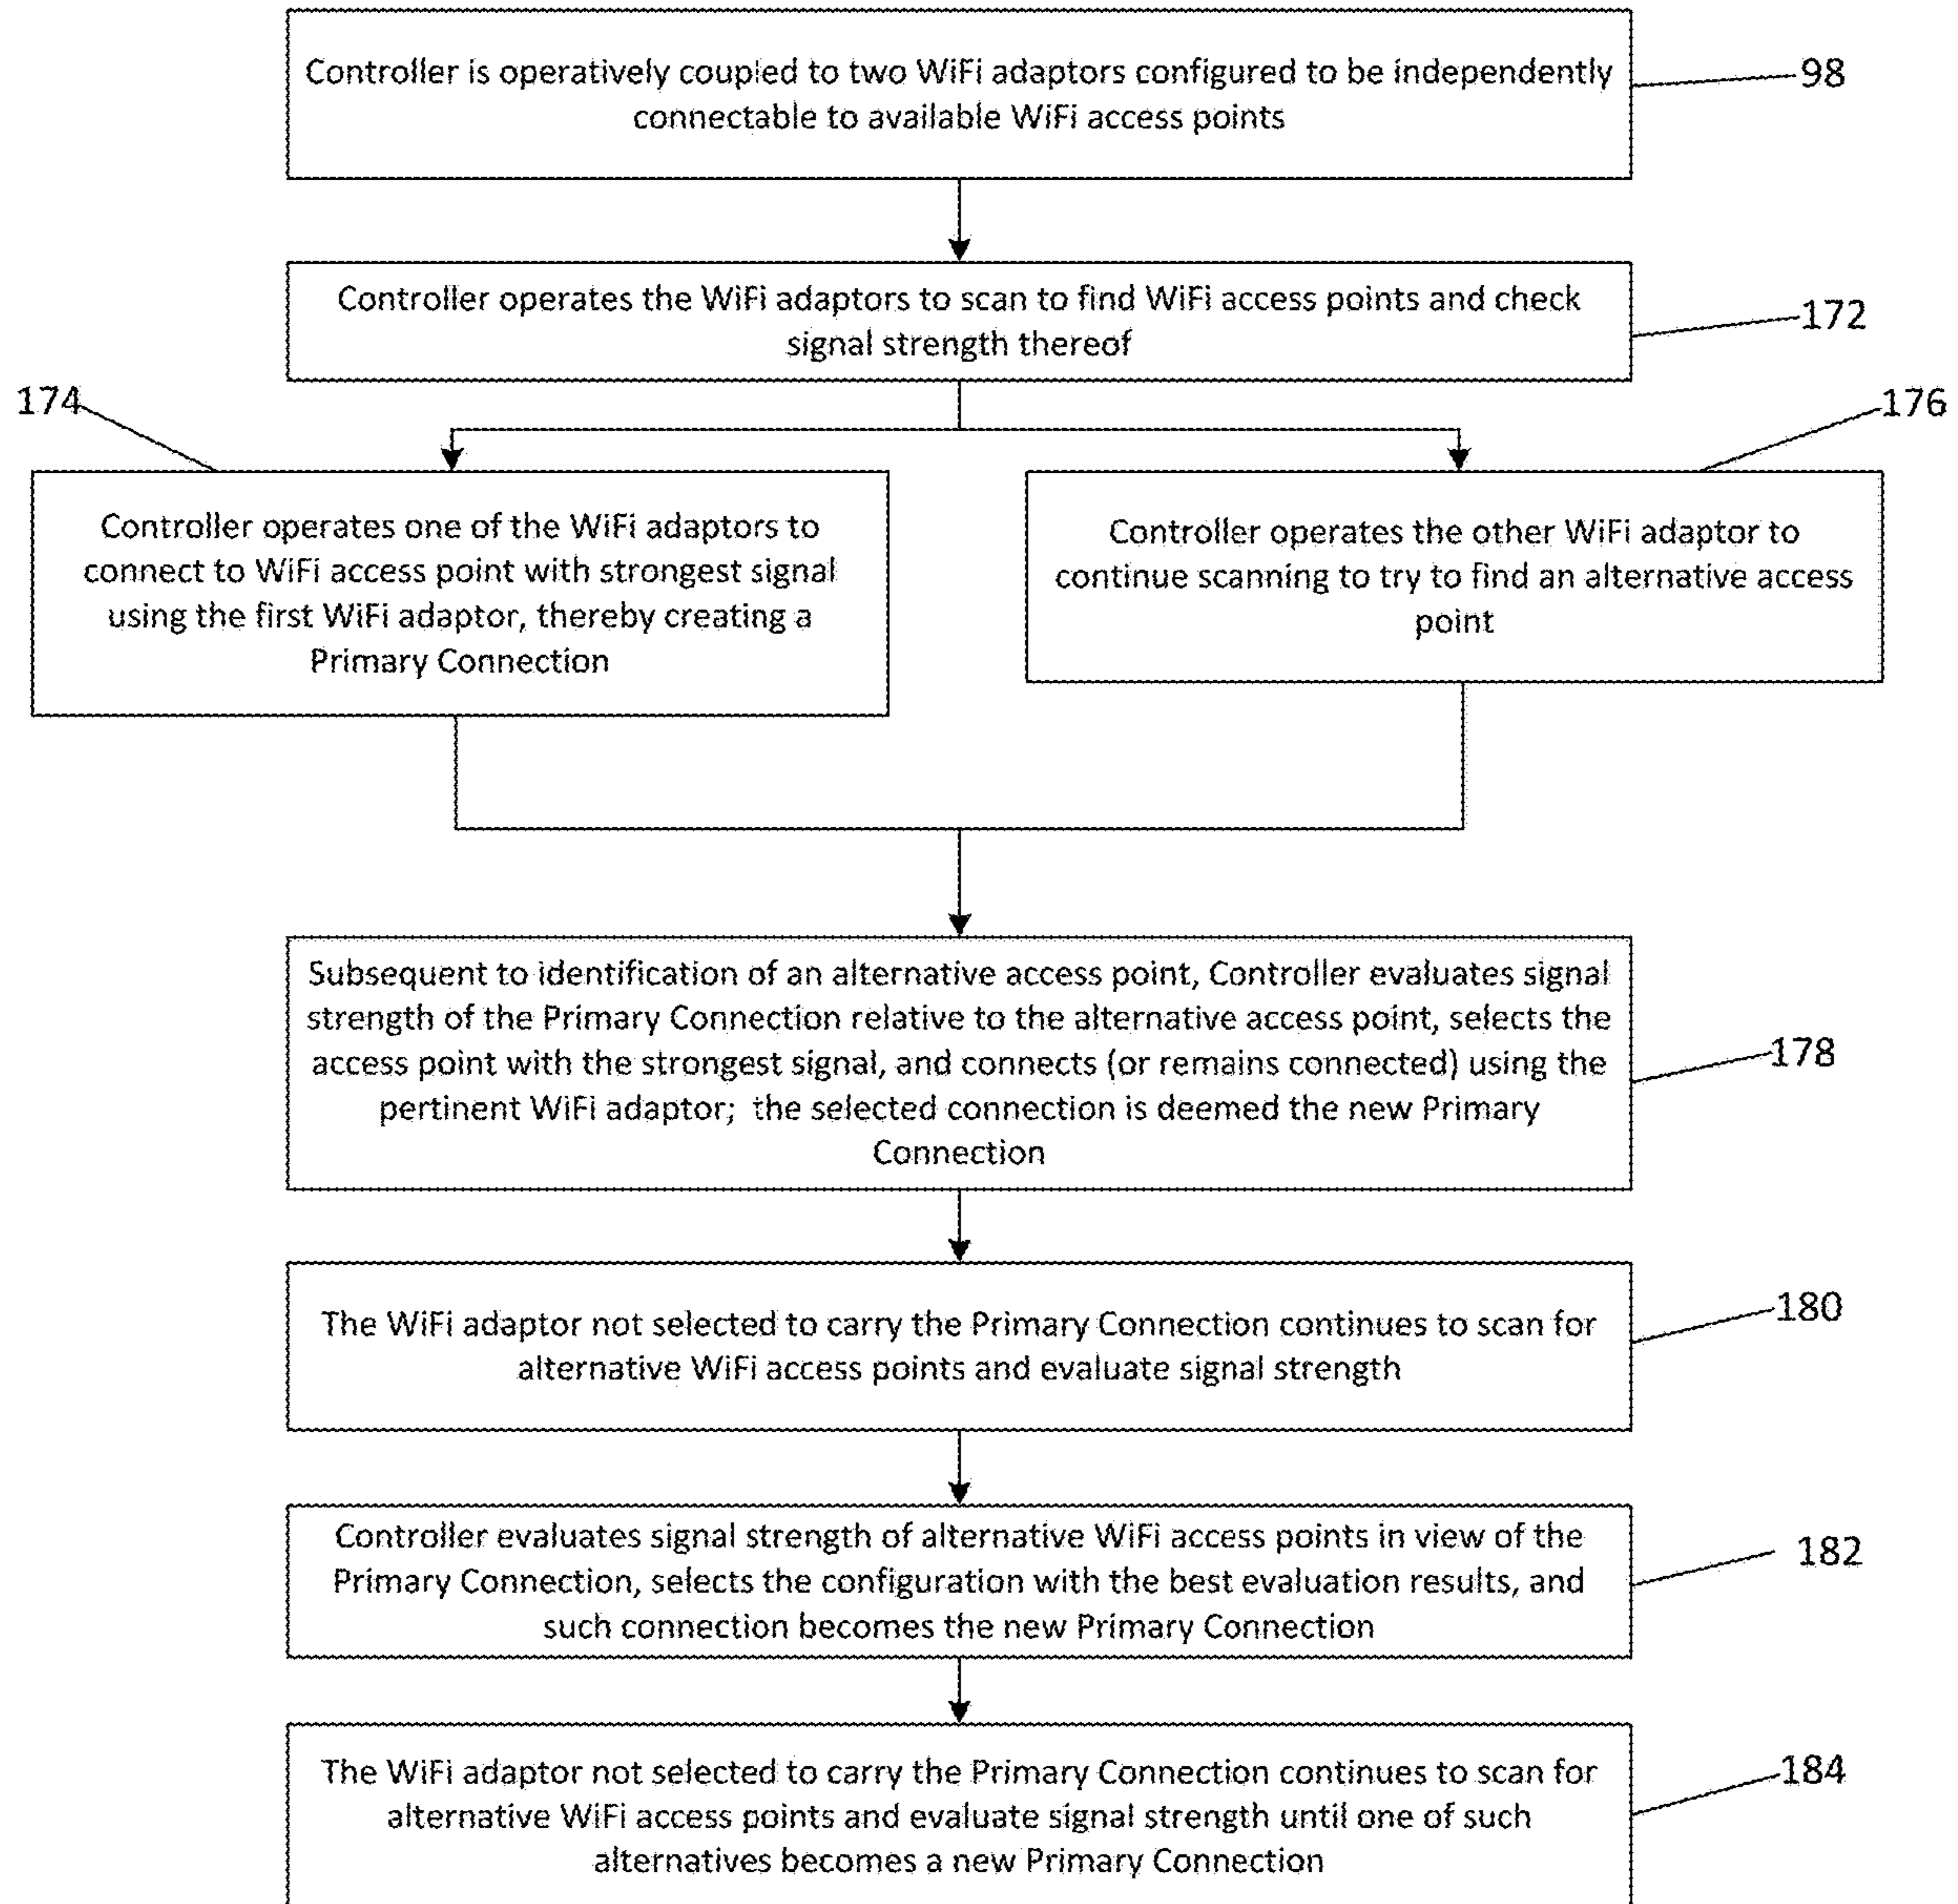 Controller is operatively coupled to two WiFi adaptors configured to be independently
connectable to available WiFi access points
98
Controller operates the WiFi adaptors to scan to find WiFi access points and check
signal strength thereof
172
174
176
Controller operates one of the WiFi adaptors to
connect to WiFi access point with strongest signal
using the first WiFi adaptor, thereby creating a
Primary Connection
Controller operates the other WiFi adaptor to
continue scanning to try to find an alternative access
point
Subsequent to identification of an alternative access point, Controller evaluates signal
strength of the Primary Connection relative to the alternative access point, selects the
access point with the strongest signal, and connects (or remains connected) using the
pertinent WiFi adaptor; the selected connection is deemed the new Primary
Connection
178
The WiFi adaptor not selected to carry the Primary Connection continues to scan for
alternative WiFi access points and evaluate signal strength
180
Controller evaluates signal strength of alternative WiFi access points in view of the
Primary Connection, selects the configuration with the best evaluation results, and
such connection becomes the new Primary Connection
182
The WiFi adaptor not selected to carry the Primary Connection continues to scan for
alternative WiFi access points and evaluate signal strength until one of such
alternatives becomes a new Primary Connection
184